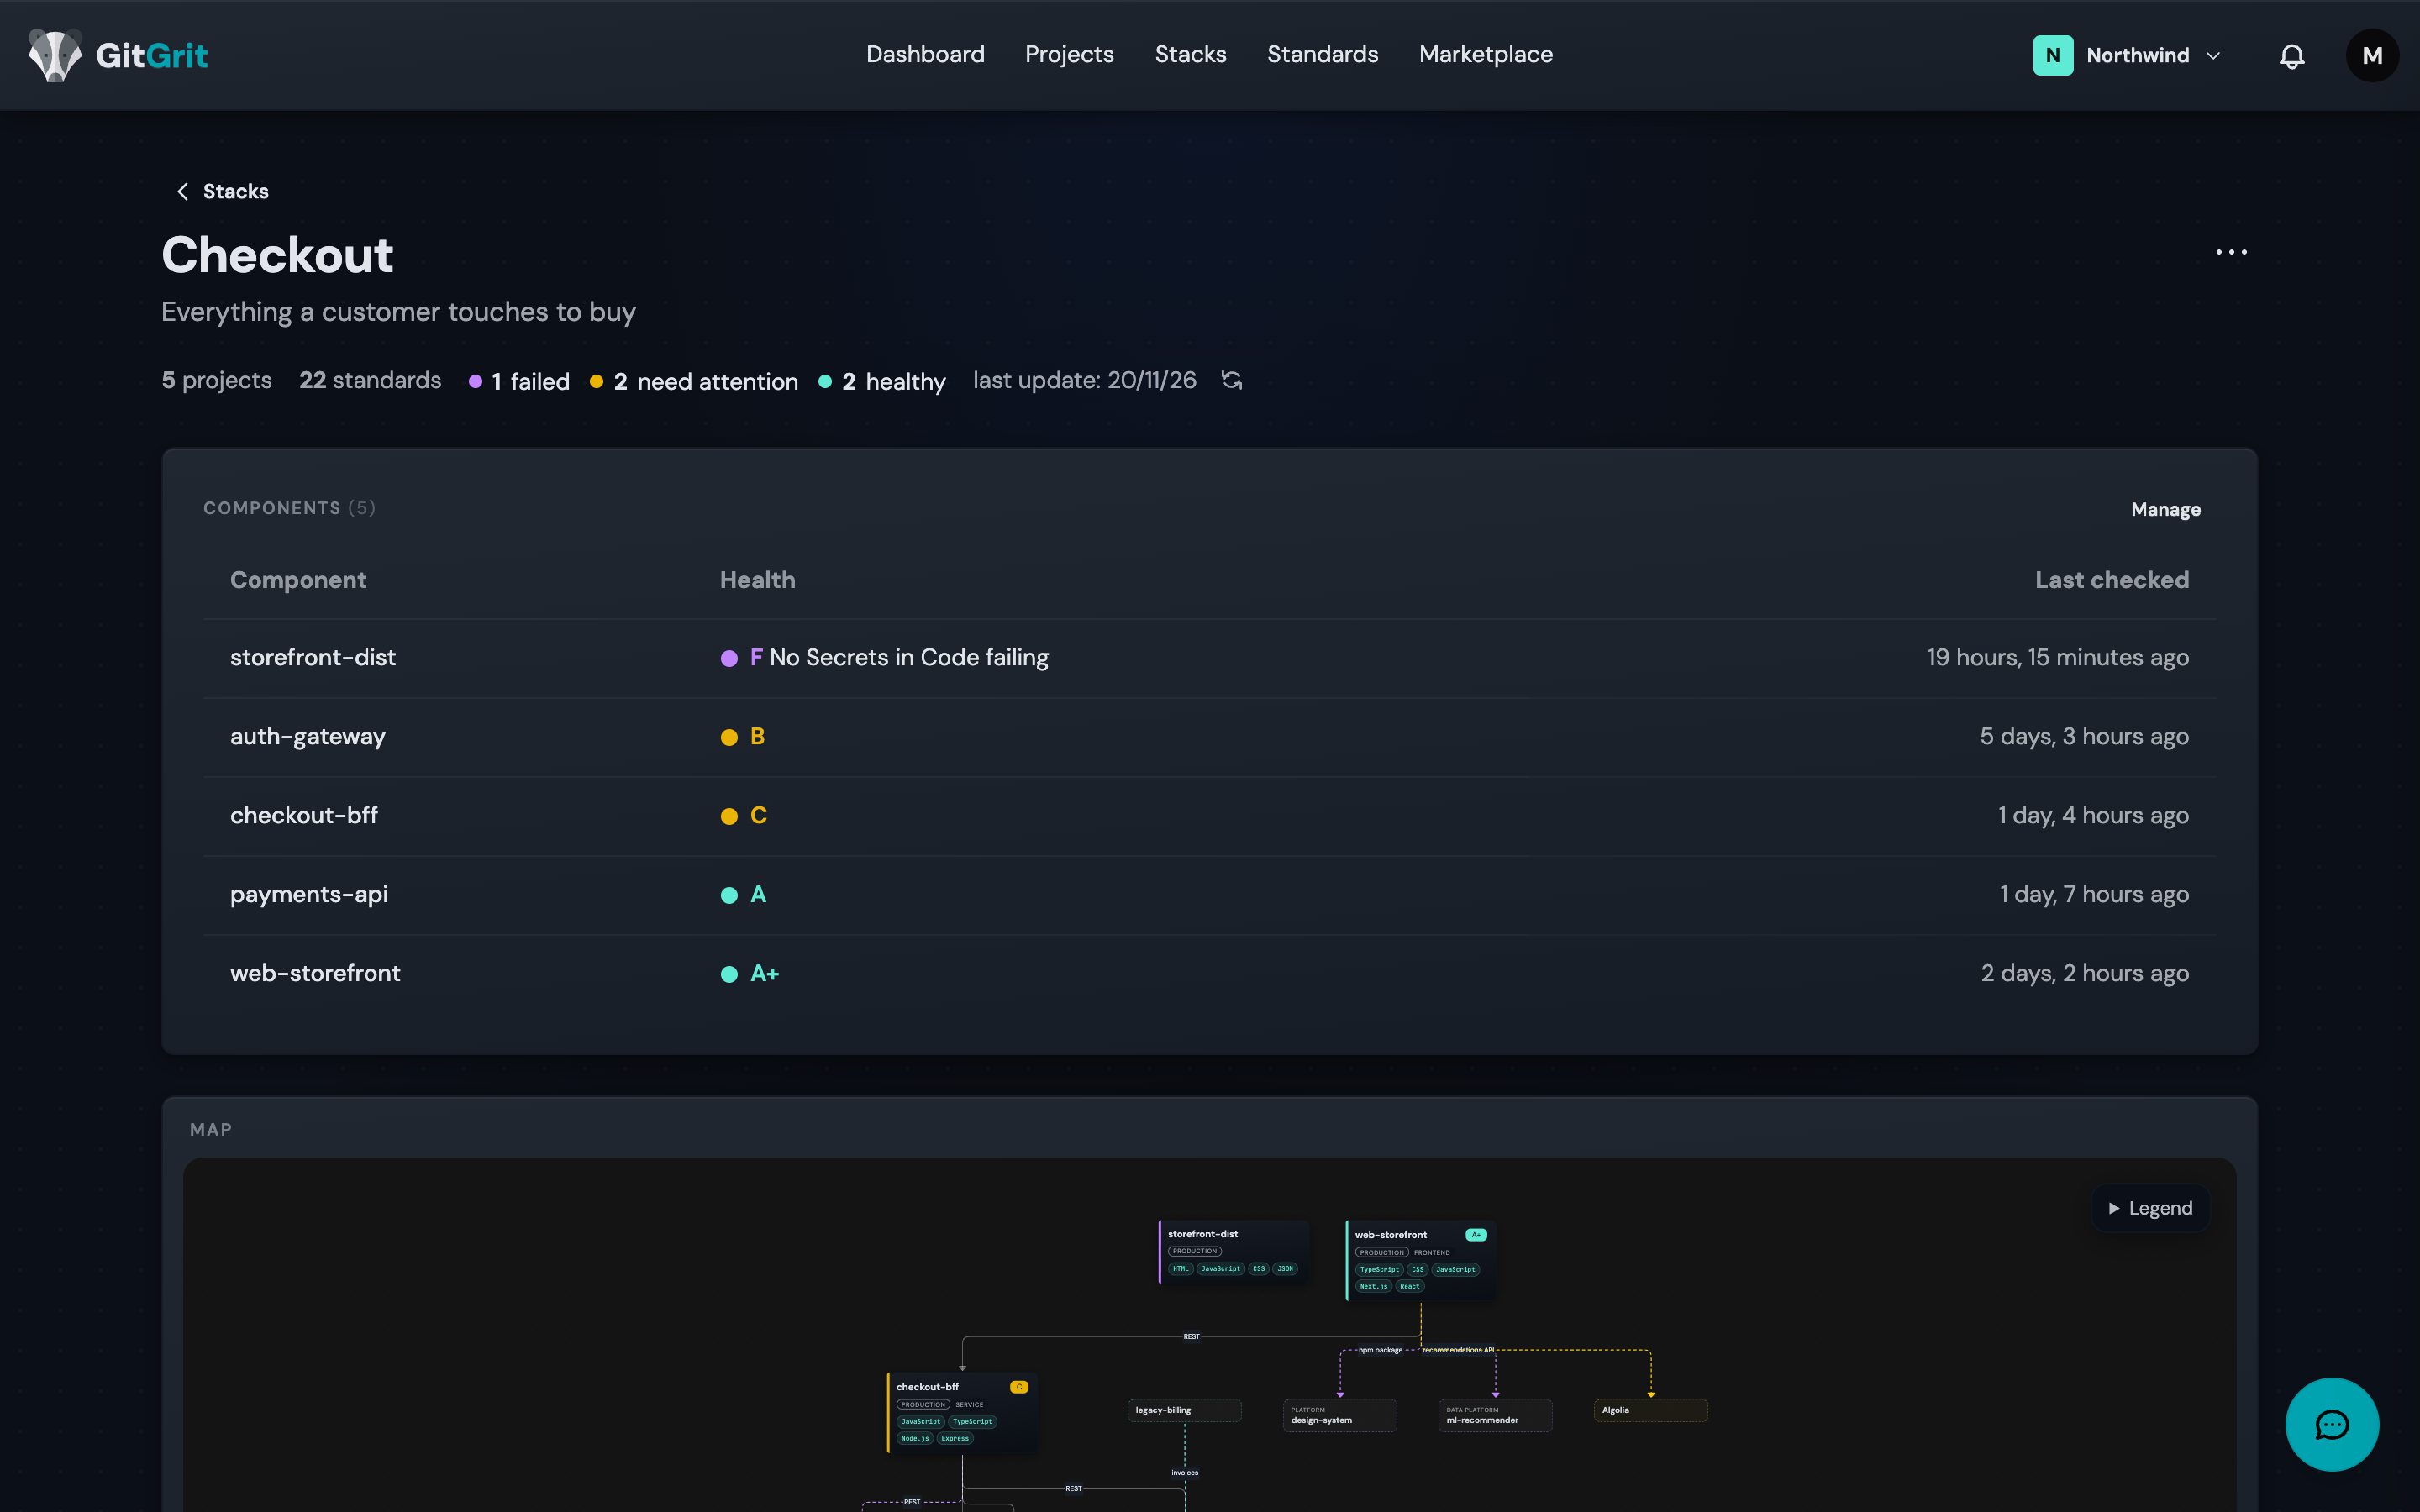 GitGrit
Dashboard Projects Stacks Standards Marketplace
N Northwind
M
Stacks
Checkout
Everything a customer touches to buy
5 projects 22 standards 1 failed 2 need attention 2 healthy last update: 20/11/26
COMPONENTS (5)
Manage
Component Health Last checked
storefront-dist F No Secrets in Code failing 19 hours, 15 minutes ago
auth-gateway B 5 days, 3 hours ago
checkout-bff C 1 day, 4 hours ago
payments-api A 1 day, 7 hours ago
web-storefront A+ 2 days, 2 hours ago
MAP
Legend
storefront-dist
PRODUCTION
HTML JavaScript CSS JSON
web-storefront A+
PRODUCTION FRONTEND
TypeScript CSS JavaScript
Next.js React
REST
npm package
recommendations API
checkout-bff C
PRODUCTION SERVICE
JavaScript TypeScript
Node.js Express
legacy-billing
PLATFORM
design-system
DATA PLATFORM
ml-recommender
Algolia
invoices
REST
REST